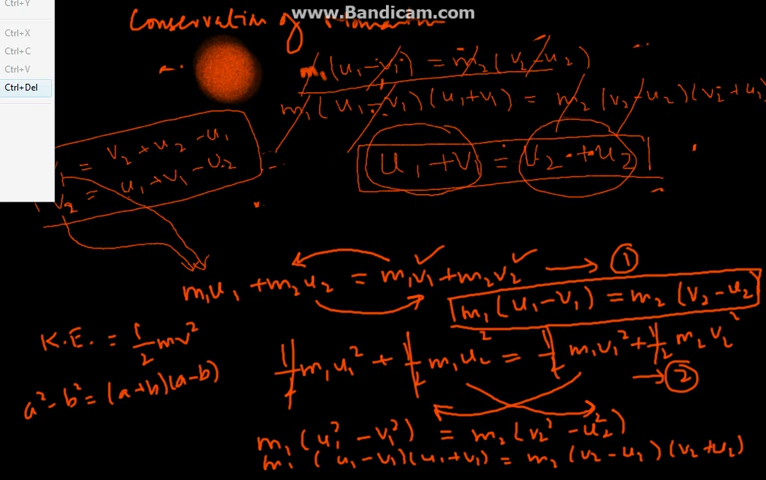 www.Bandicam.com
Ctrl+Y
Ctrl+X
Ctrl+C
Ctrl+V
Ctrl+Del
Conservation of
m₁(u₁-v₁) = m₂(v₂-u₂)
m₁(u₁-v₁)(u₁+v₁) = m₂(v₂-u₂)(v₂+u
= v₂+u₂-u₁
v₂ = u₁+v₁-u₂
u₁+v₁ = v₂+u₂
m₁u₁+m₂u₂ = m₁v₁+m₂v₂ → ①
m₁(u₁-v₁) = m₂(v₂-u₂
K.E. = 1/2 mv²
1/2 m₁u₁² + 1/2 m₁u₂² = 1/2 m₁v₁² + 1/2 m₂v₂²
→ ②
a²-b² = (a+b)(a-b)
m₁(u₁²-v₁²) = m₂(v₂²-u₂²)
m₁(u₁-v₁)(u₁+v₁) = m₂(v₂-u₂)(v₂+u₂)